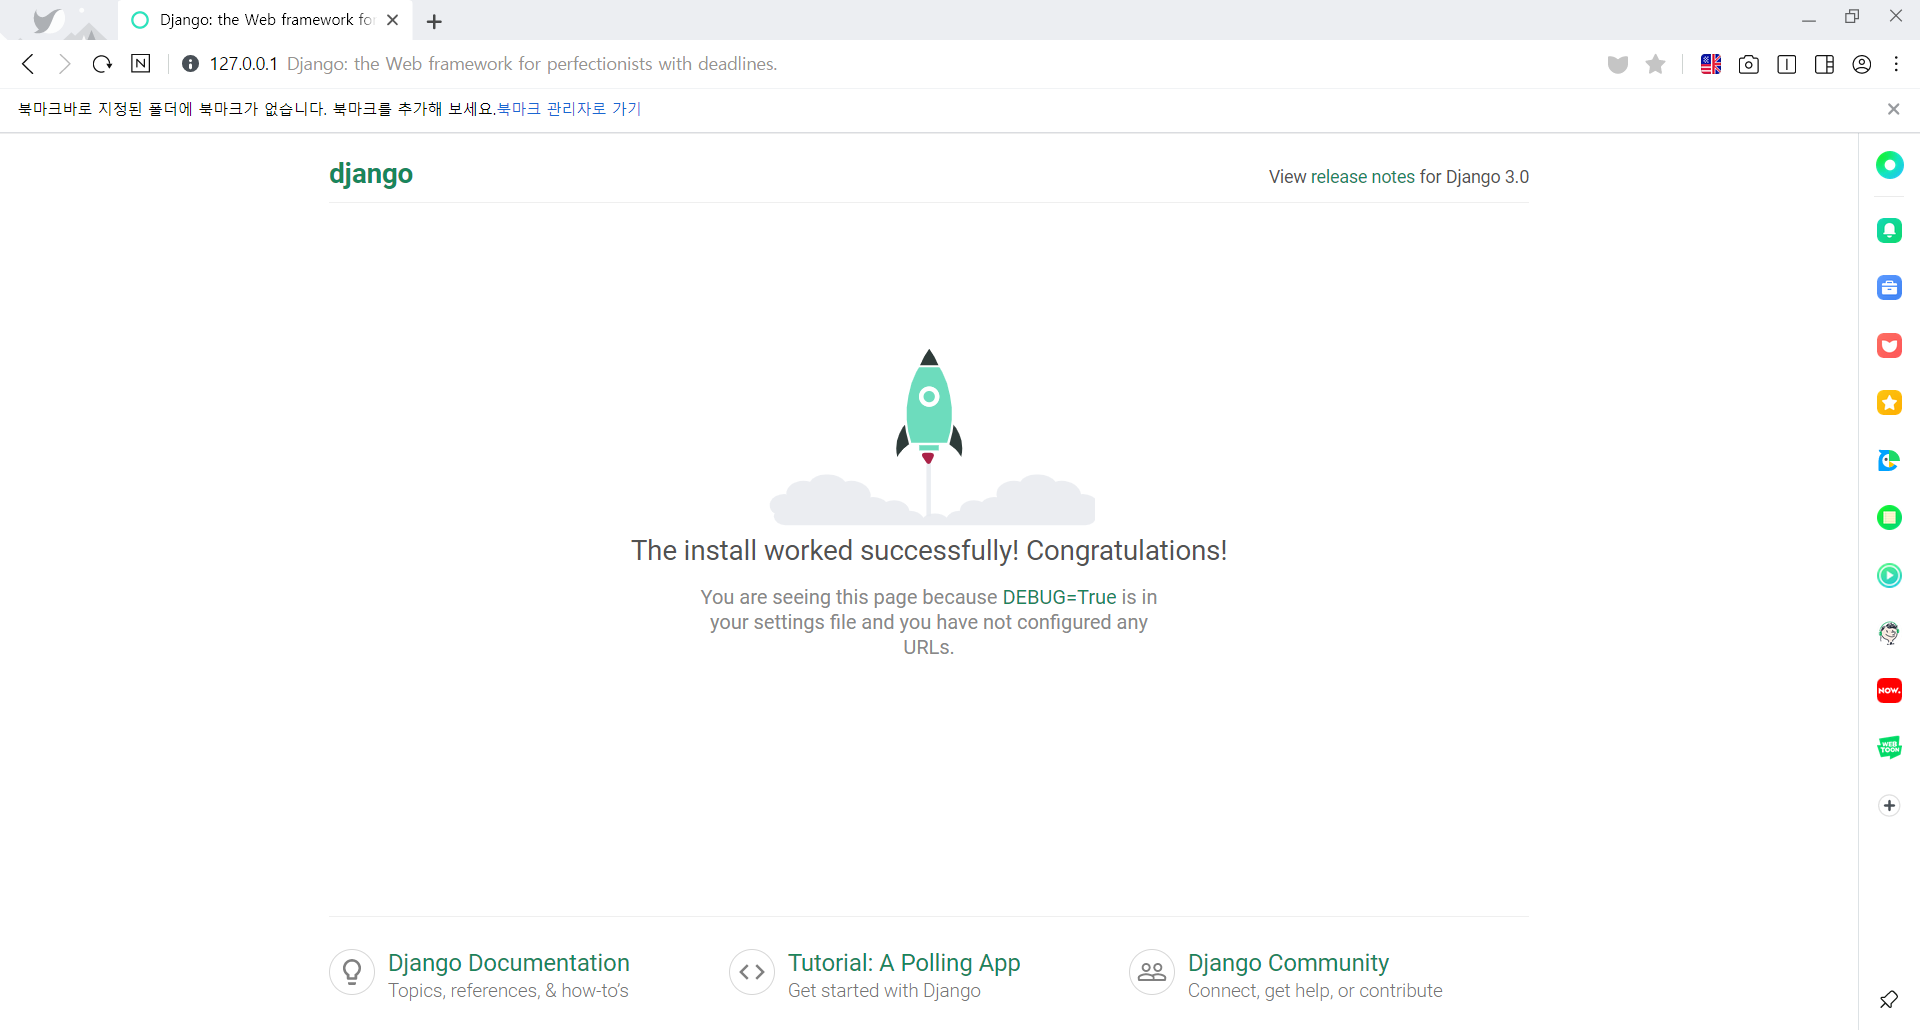 Django: the Web framework fo
N
127.0.0.1 Django: the Web framework for perfectionists with deadlines.
북마크바로 지정된 폴더에 북마크가 없습니다. 북마크를 추가해 보세요.북마크 관리자로 가기
django
View release notes for Django 3.0
The install worked successfully! Congratulations!
You are seeing this page because DEBUG=True is in
your settings file and you have not configured any
URLs.
NOW.
WEB
TOON
Django Documentation
Topics, references, & how-to’s
Tutorial: A Polling App
Get started with Django
Django Community
Connect, get help, or contribute